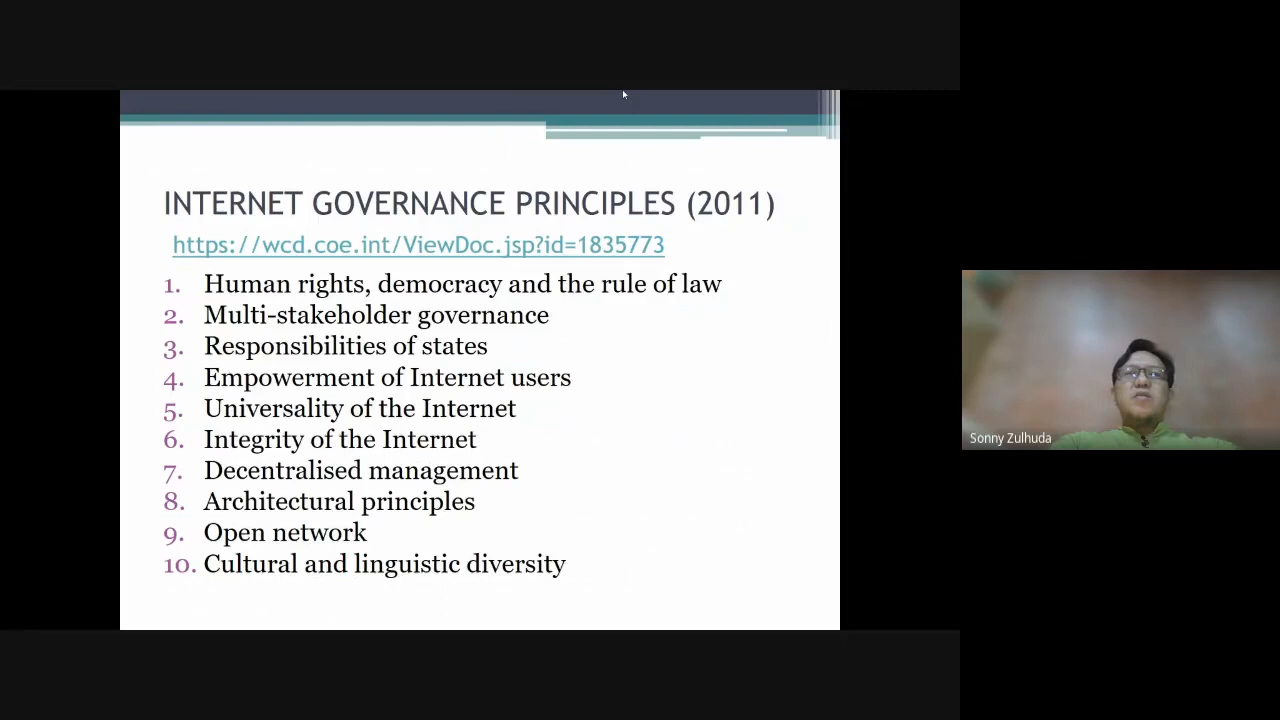 INTERNET GOVERNANCE PRINCIPLES (2011)
https://wcd.coe.int/ViewDoc.jsp?id=1835773
1. Human rights, democracy and the rule of law
2. Multi-stakeholder governance
3. Responsibilities of states
4. Empowerment of Internet users
5. Universality of the Internet
6. Integrity of the Internet
7. Decentralised management
8. Architectural principles
9. Open network
10. Cultural and linguistic diversity
Sonny Zulhuda